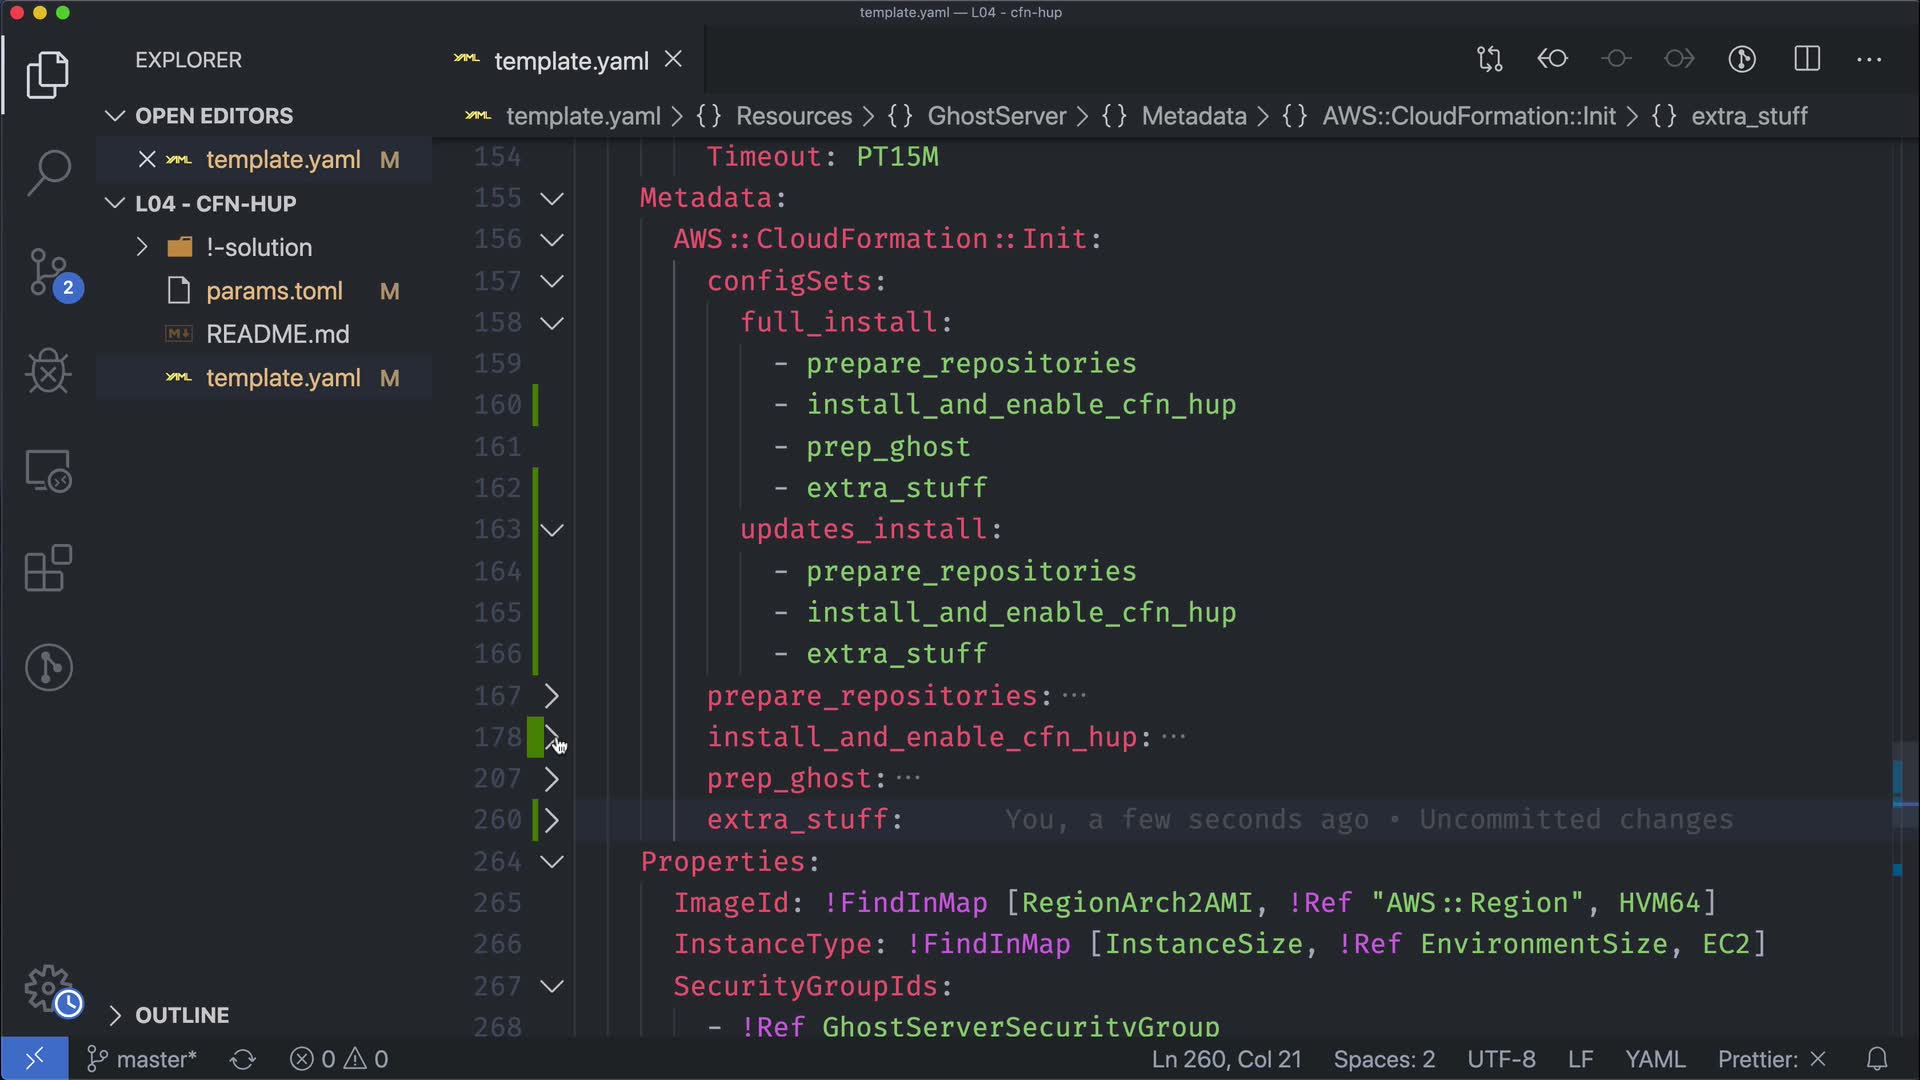 template.yaml — L04 - cfn-hup
EXPLORER
template.yaml
OPEN EDITORS
template.yaml M
L04 - CFN-HUP
!-solution
params.toml M
README.md
template.yaml M
2
OUTLINE
template.yaml > {} Resources > {} GhostServer > {} Metadata > {} AWS::CloudFormation::Init > {} extra_stuff
154 Timeout: PT15M
155 Metadata:
156 AWS::CloudFormation::Init:
157 configSets:
158 full_install:
159 - prepare_repositories
160 - install_and_enable_cfn_hup
161 - prep_ghost
162 - extra_stuff
163 updates_install:
164 - prepare_repositories
165 - install_and_enable_cfn_hup
166 - extra_stuff
167 prepare_repositories: ...
178 install_and_enable_cfn_hup: ...
207 prep_ghost: ...
260 extra_stuff: You, a few seconds ago • Uncommitted changes
264 Properties:
265 ImageId: !FindInMap [RegionArch2AMI, !Ref "AWS::Region", HVM64]
266 InstanceType: !FindInMap [InstanceSize, !Ref EnvironmentSize, EC2]
267 SecurityGroupIds:
268 - !Ref GhostServerSecurityGroup
master* 0 0 Ln 260, Col 21 Spaces: 2 UTF-8 LF YAML Prettier: ×